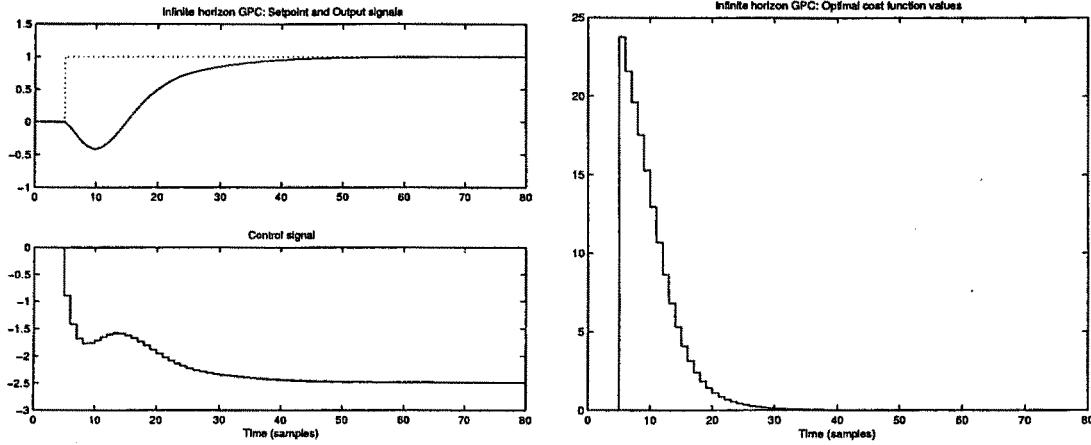 Infinite horizon GPC: Setpoint and Output signals
1.5
1
0.5
0
-0.5
-1
0 10 20 30 40 50 60 70 80
Control signal
0
-0.5
-1
-1.5
-2
-2.5
-3
0 10 20 30 40 50 60 70 80
Time (samples)
Infinite horizon GPC: Optimal cost function values
25
20
15
10
5
0
0 10 20 30 40 50 60 70 80
Time (samples)